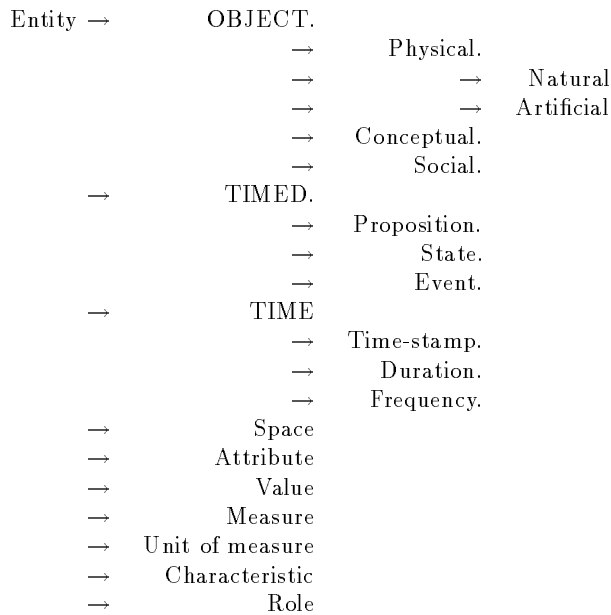 Entity → OBJECT.
→ Physical.
→ → Natural
→ → Artificial
→ Conceptual.
→ Social.
→ TIMED.
→ Proposition.
→ State.
→ Event.
→ TIME
→ Time-stamp.
→ Duration.
→ Frequency.
→ Space
→ Attribute
→ Value
→ Measure
→ Unit of measure
→ Characteristic
→ Role